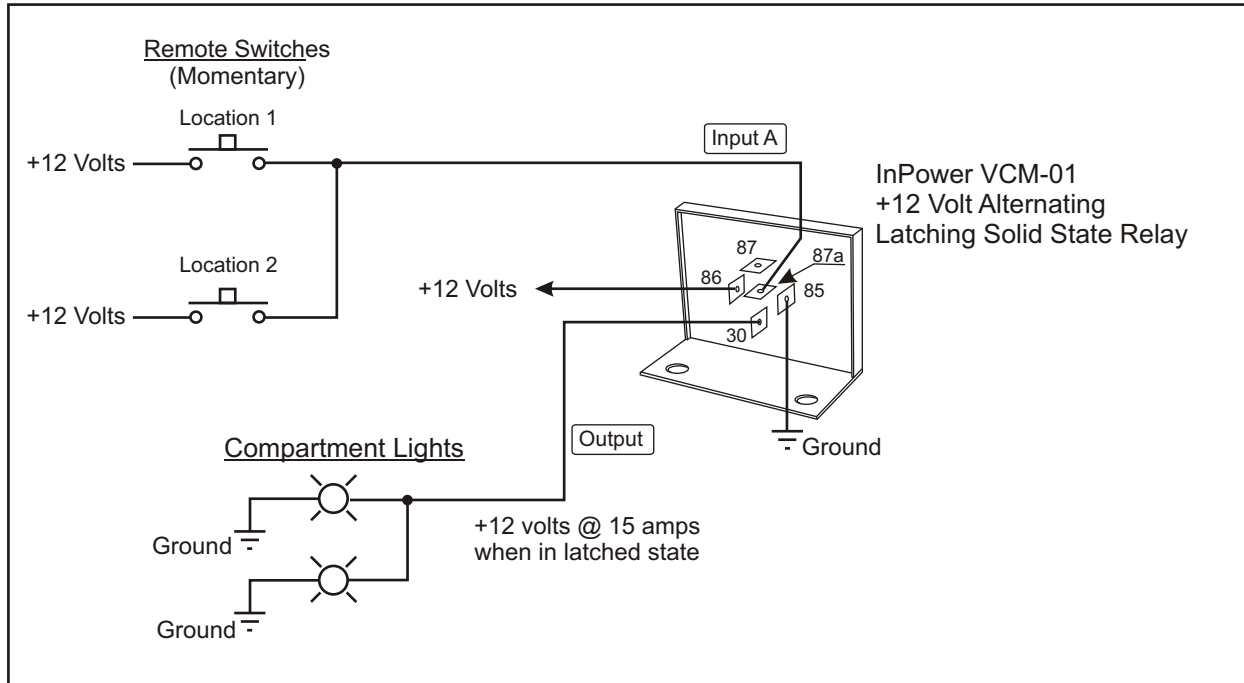 Remote Switches
(Momentary)
Location 1
+12 Volts
Input A
InPower VCM-01
+12 Volt Alternating
Latching Solid State Relay
87
87a
86
85
+12 Volts
Location 2
+12 Volts
30
Output
Ground
Compartment Lights
+12 volts @ 15 amps
when in latched state
Ground
Ground